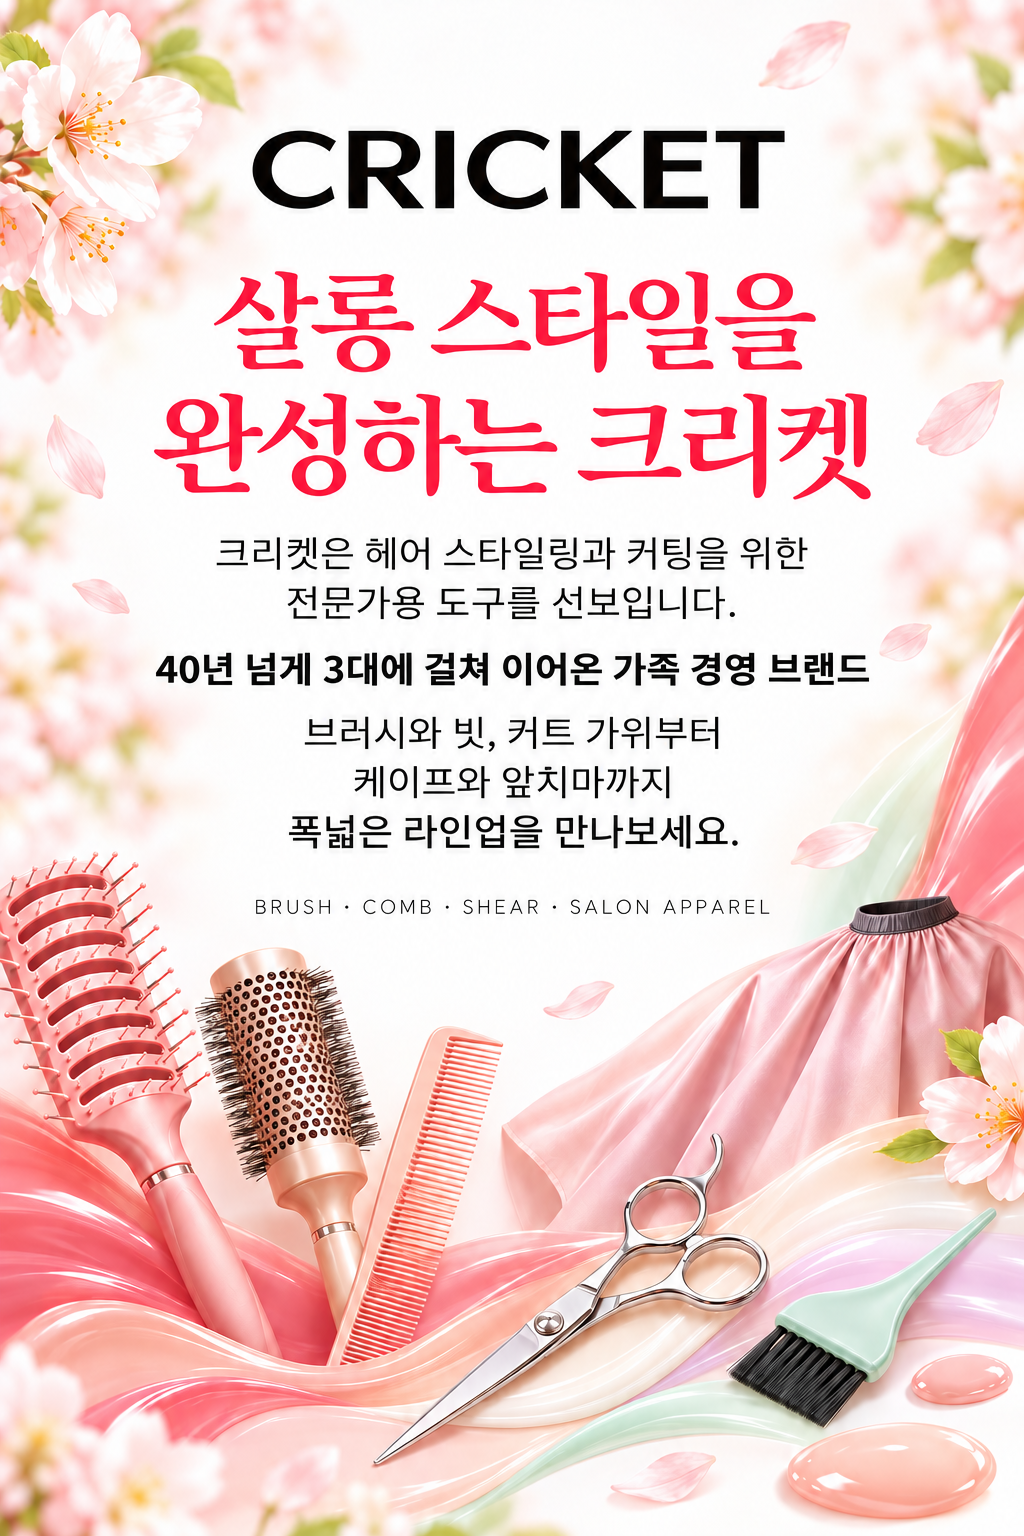 CRICKET
살롱 스타일을
완성하는 크리켓
크리켓은 헤어 스타일링과 커팅을 위한
전문가용 도구를 선보입니다.
40년 넘게 3대에 걸쳐 이어온 가족 경영 브랜드
브러시와 빗, 커트 가위부터
케이프와 앞치마까지
폭넓은 라인업을 만나보세요.
BRUSH · COMB · SHEAR · SALON APPAREL